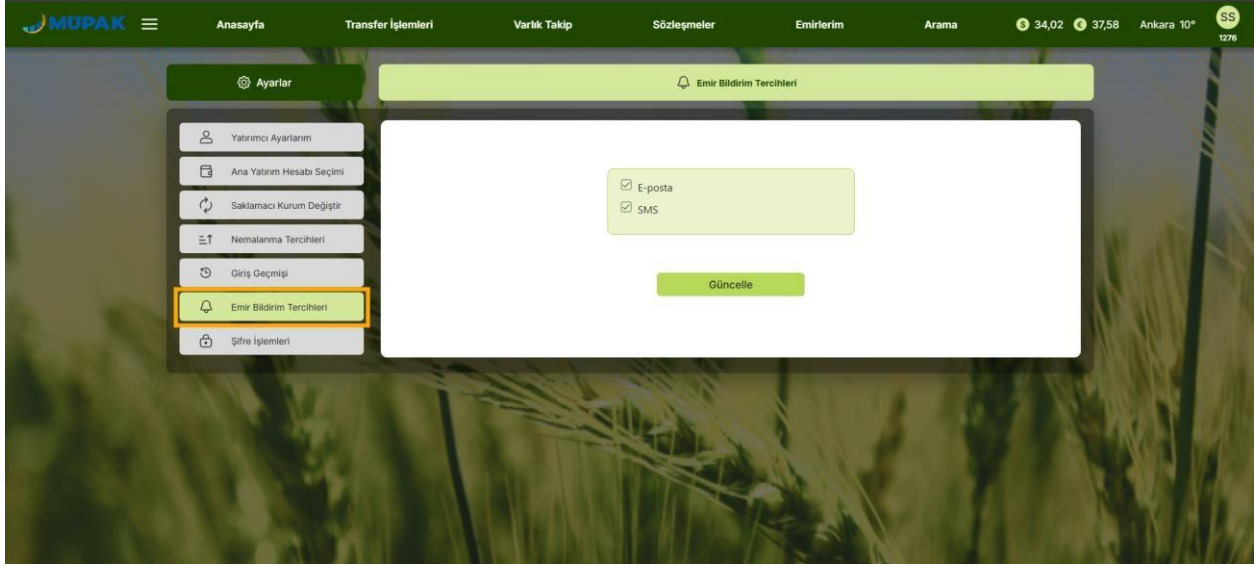 MÜPAK
Anasayfa
Transfer İşlemleri
Varlık Takip
Sözleşmeler
Emirlerim
Arama
$ 34,02 € 37,58
Ankara 10°
SS
1276
Ayarlar
Emir Bildirim Tercihleri
Yatırımcı Ayarlarım
Ana Yatırım Hesabı Seçimi
Saklamacı Kurum Değiştir
Nemalanma Tercihleri
Giriş Geçmişi
Emir Bildirim Tercihleri
Şifre İşlemleri
E-posta
SMS
Güncelle